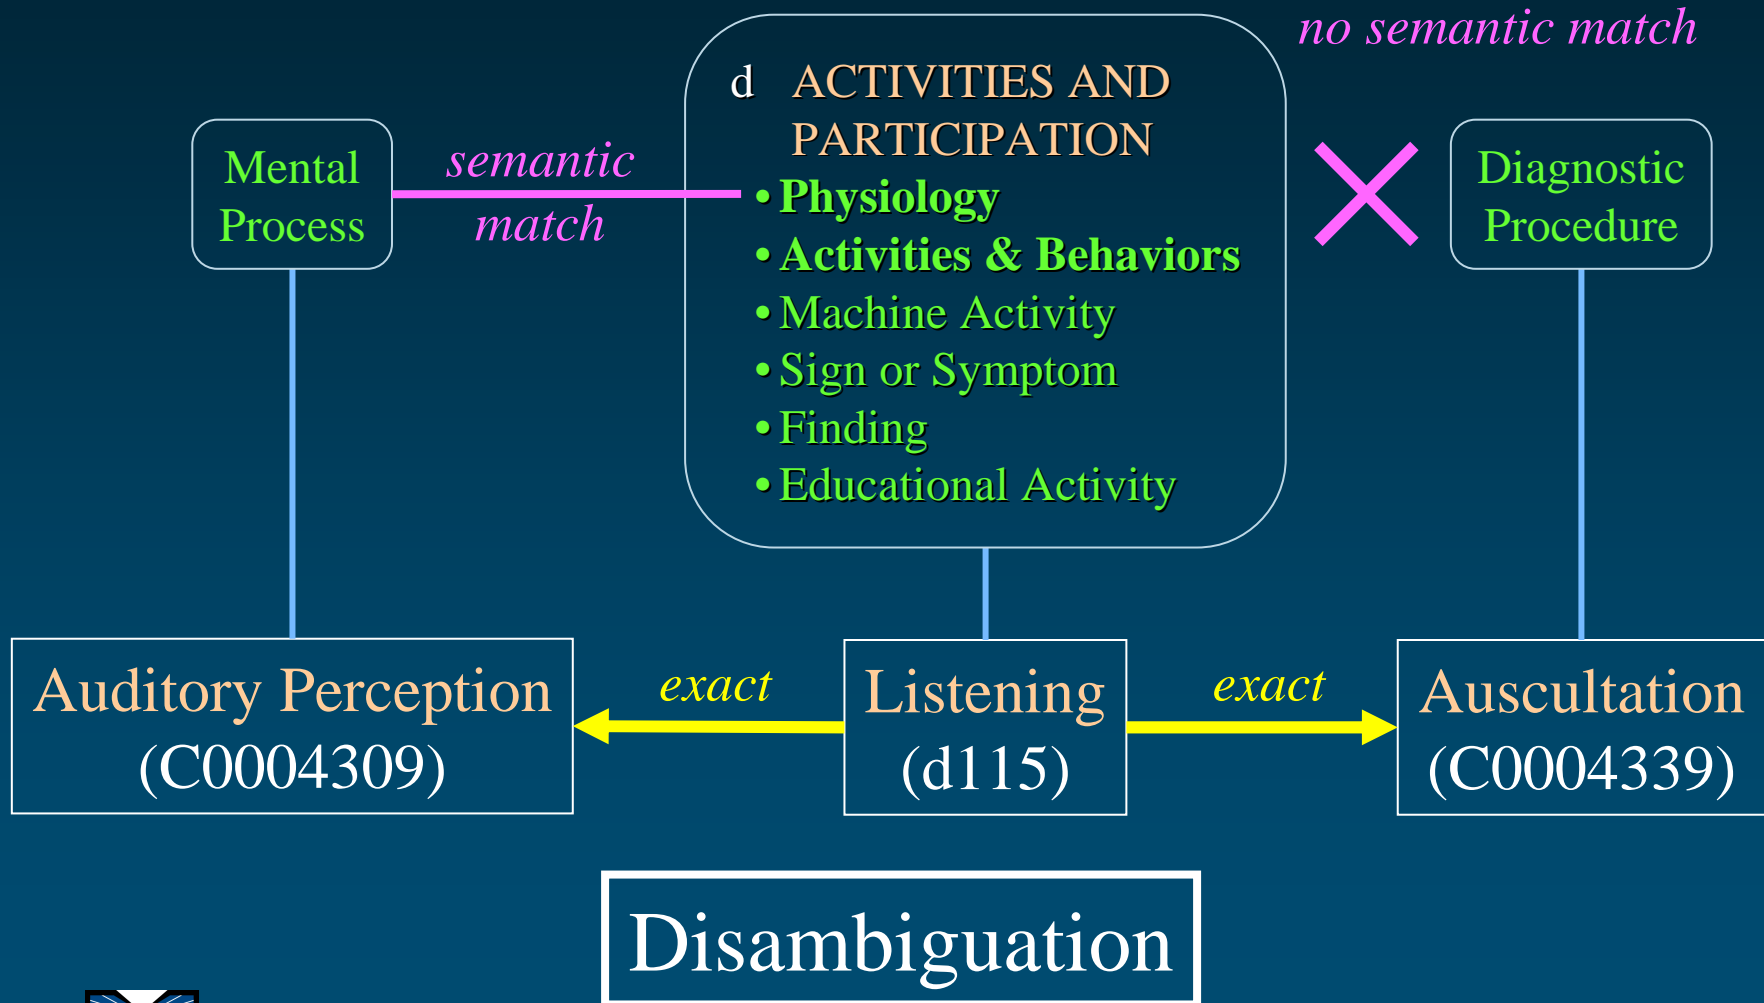 no semantic match
d ACTIVITIES AND
PARTICIPATION
Mental
Process
semantic
match
• Physiology
• Activities & Behaviors
• Machine Activity
• Sign or Symptom
• Finding
• Educational Activity
Diagnostic
Procedure
Auditory Perception
(C0004309)
exact
Listening
(d115)
exact
Auscultation
(C0004339)
Disambiguation